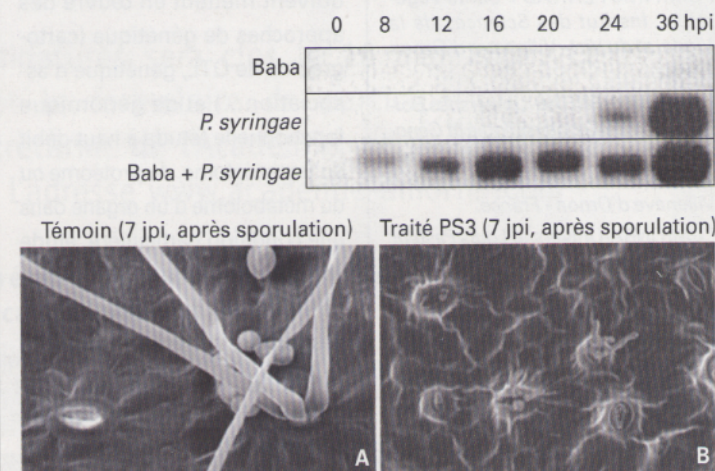 0 8 12 16 20 24 36 hpi
Baba
P. syringae
Baba + P. syringae
Témoin (7 jpi, après sporulation) Traité PS3 (7 jpi, après sporulation)
A B